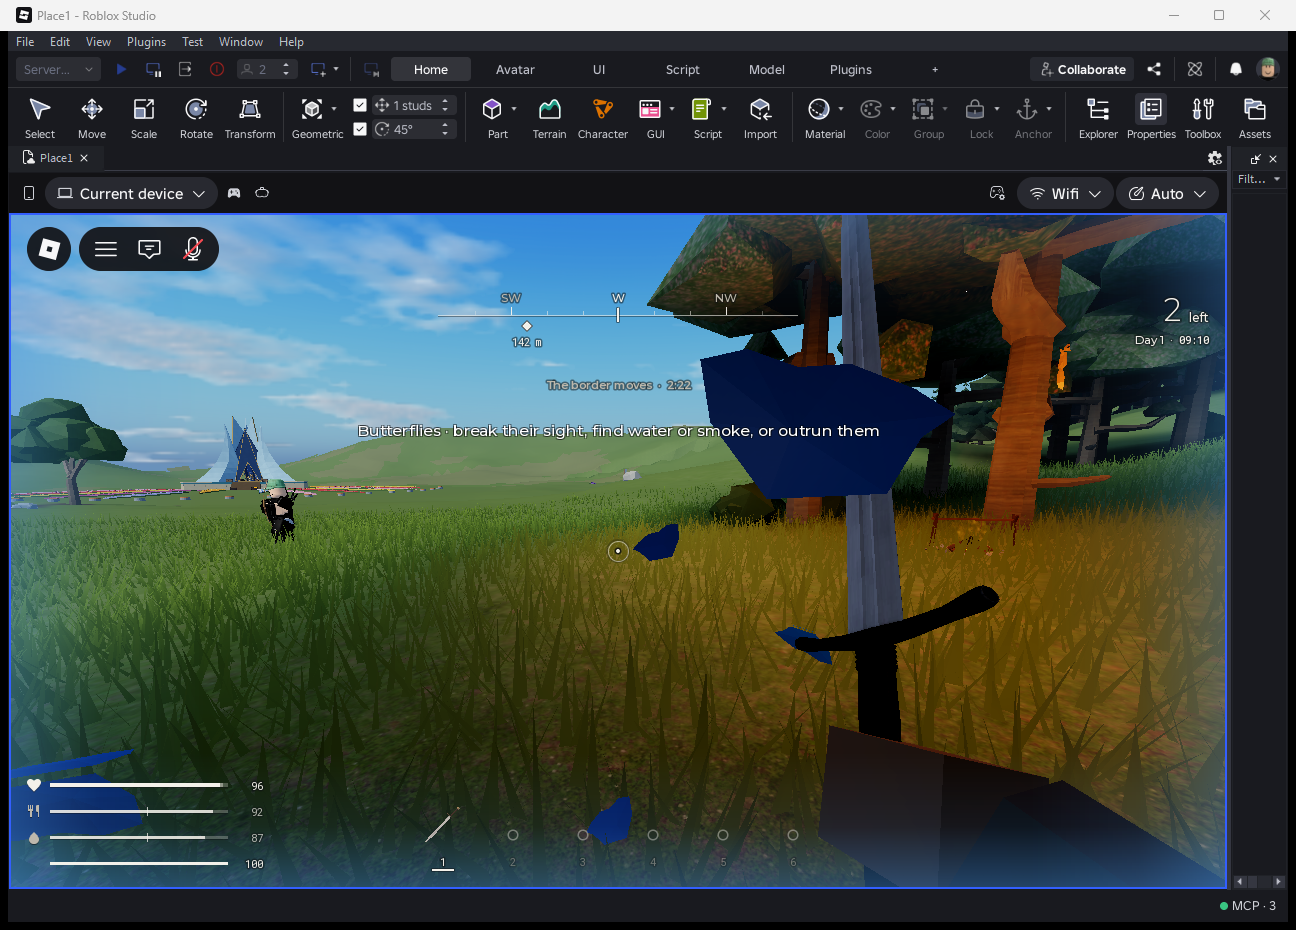 Place1 - Roblox Studio
File Edit View Plugins Test Window Help
Server... 2 Home Avatar UI Script Model Plugins + Collaborate
1 studs
45°
Select Move Scale Rotate Transform Geometric Part Terrain Character GUI Script Import Material Color Group Lock Anchor Explorer Properties Toolbox Assets
Place1
Filt...
Current device Wifi Auto
SW W NW
142 m
2 left
Day 1 · 09:10
The border moves · 2:22
Butterflies · break their sight, find water or smoke, or outrun them
96
92
87
100
1 2 3 4 5 6
MCP · 3